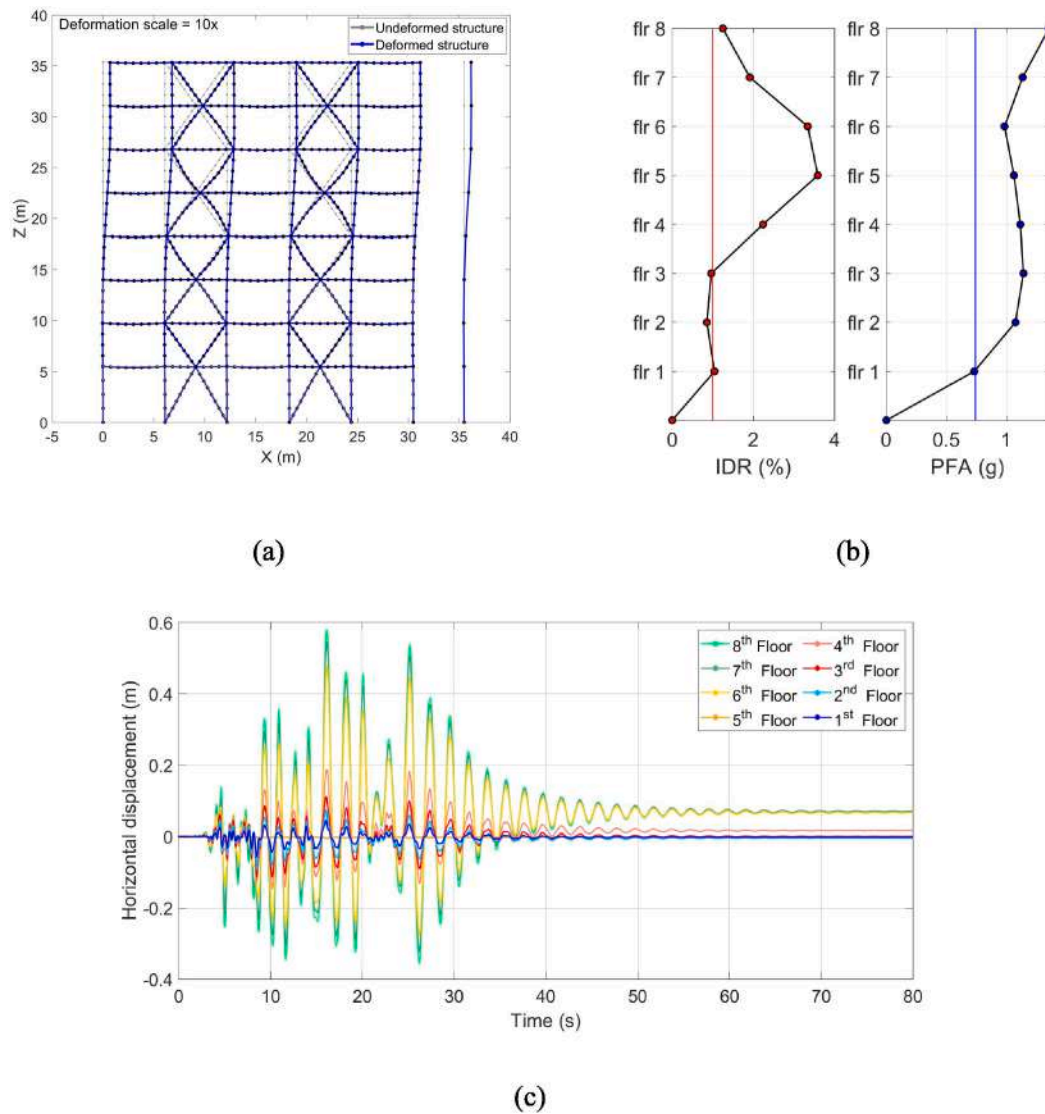 Deformation scale = 10x
Undeformed structure
Deformed structure
40
35
30
25
20
15
10
5
0
Z (m)
-5 0 5 10 15 20 25 30 35 40
X (m)
(a)
flr 8
flr 7
flr 6
flr 5
flr 4
flr 3
flr 2
flr 1
0 2 4
IDR (%)
flr 8
flr 7
flr 6
flr 5
flr 4
flr 3
flr 2
flr 1
0 0.5 1
PFA (g)
(b)
0.6
0.4
0.2
0
-0.2
-0.4
Horizontal displacement (m)
8th Floor 4th Floor
7th Floor 3rd Floor
6th Floor 2nd Floor
5th Floor 1st Floor
0 10 20 30 40 50 60 70 80
Time (s)
(c)